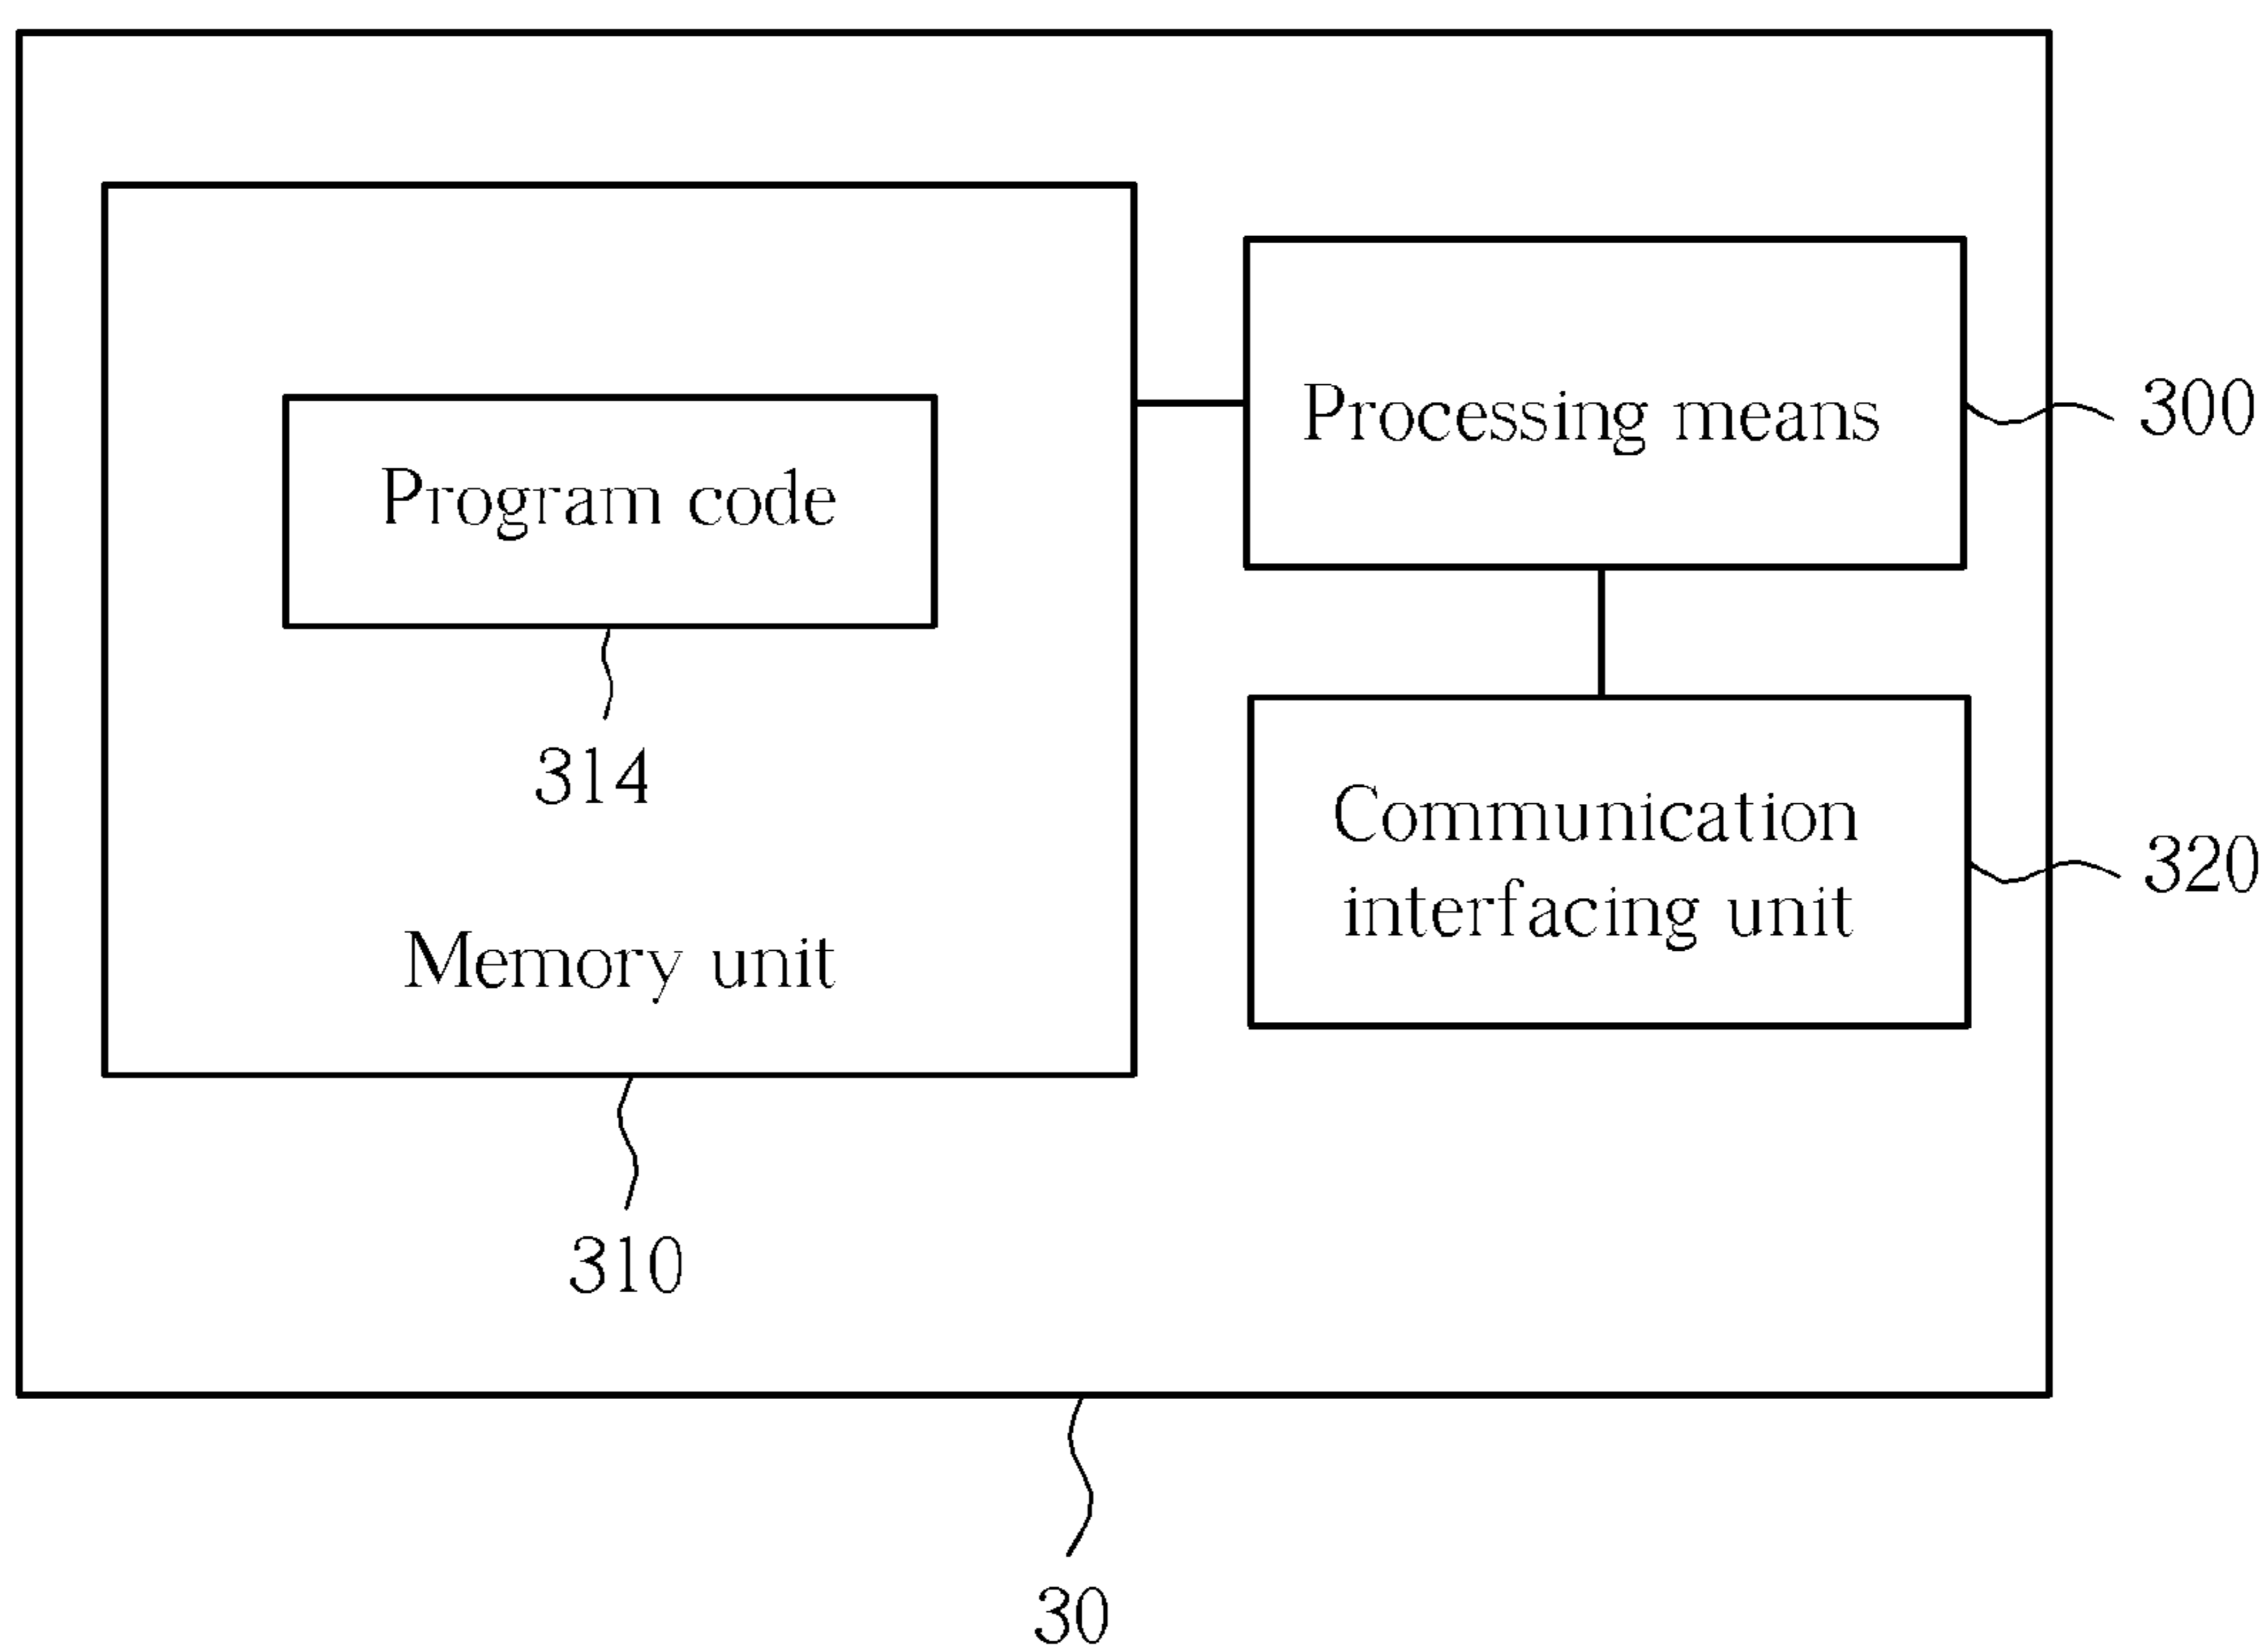 Program code
314
Memory unit
310
Processing means
300
Communication
interfacing unit
320
30